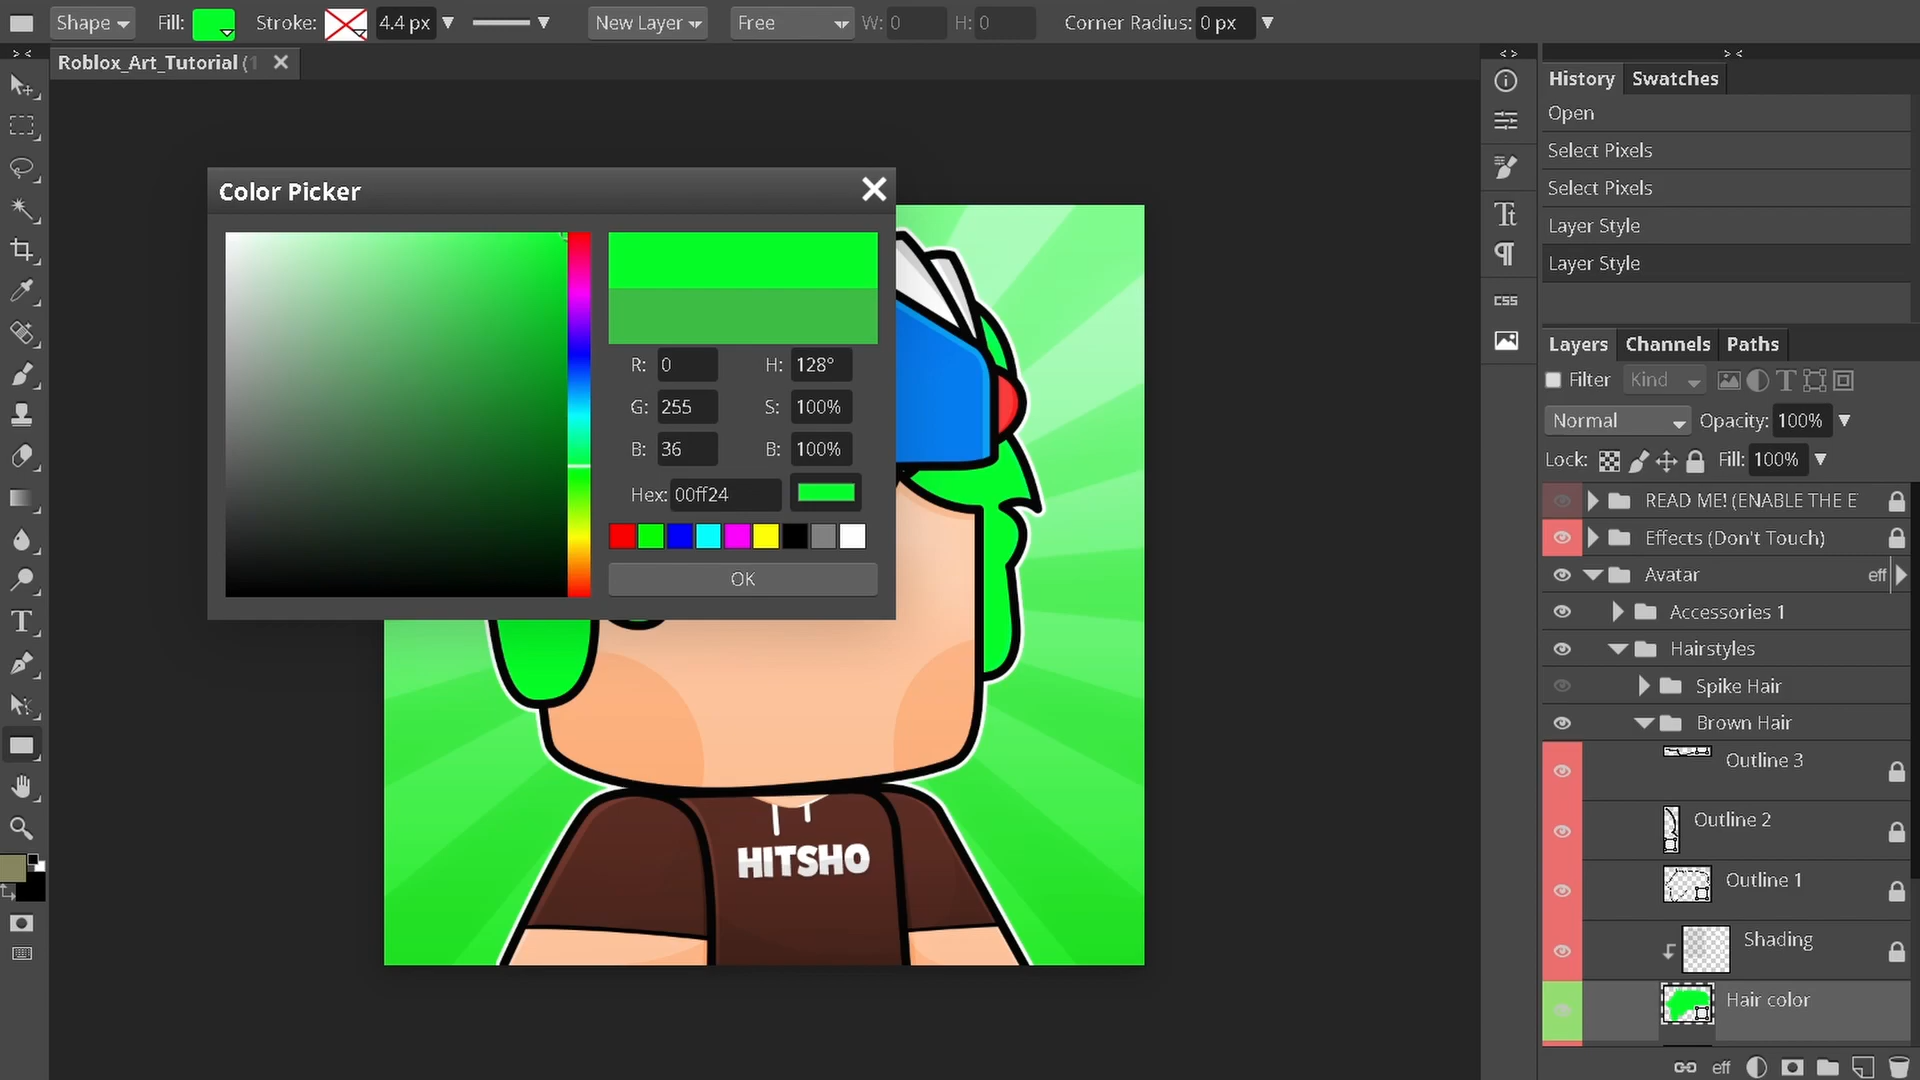 Shape Fill: Stroke: 4.4 px New Layer Free W: 0 H: 0 Corner Radius: 0 px
Roblox_Art_Tutorial (1
History Swatches
Open
Select Pixels
Select Pixels
Layer Style
Layer Style
CSS
Color Picker
R: 0 H: 128°
G: 255 S: 100%
B: 36 B: 100%
Hex: 00ff24
OK
HITSHO
Layers Channels Paths
Filter Kind
Normal Opacity: 100%
Lock: Fill: 100%
READ ME! (ENABLE THE E
Effects (Don't Touch)
Avatar eff
Accessories 1
Hairstyles
Spike Hair
Brown Hair
Outline 3
Outline 2
Outline 1
Shading
Hair color
eff